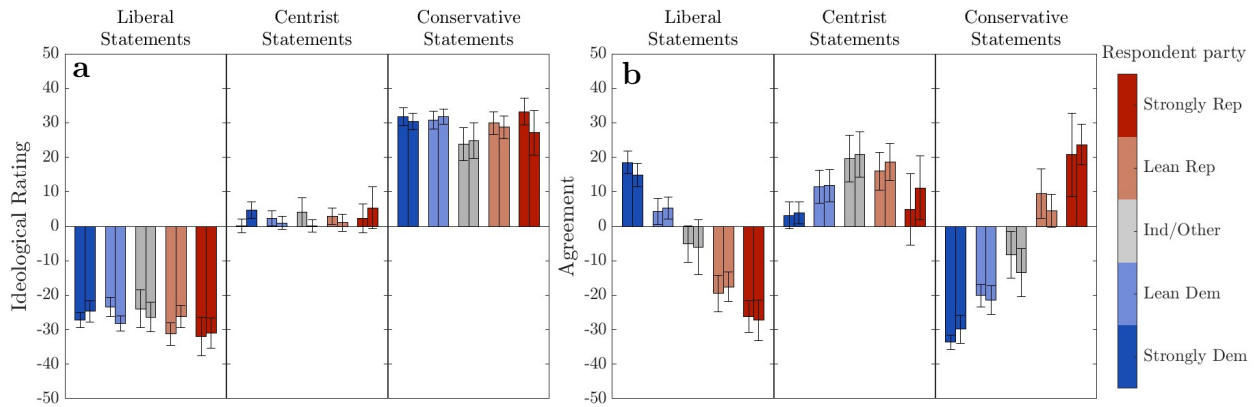 Liberal
Statements
Centrist
Statements
Conservative
Statements
a
Ideological Rating
50
40
30
20
10
0
-10
-20
-30
-40
-50
Liberal
Statements
Centrist
Statements
Conservative
Statements
b
Agreement
50
40
30
20
10
0
-10
-20
-30
-40
-50
Respondent party
Strongly Rep
Lean Rep
Ind/Other
Lean Dem
Strongly Dem